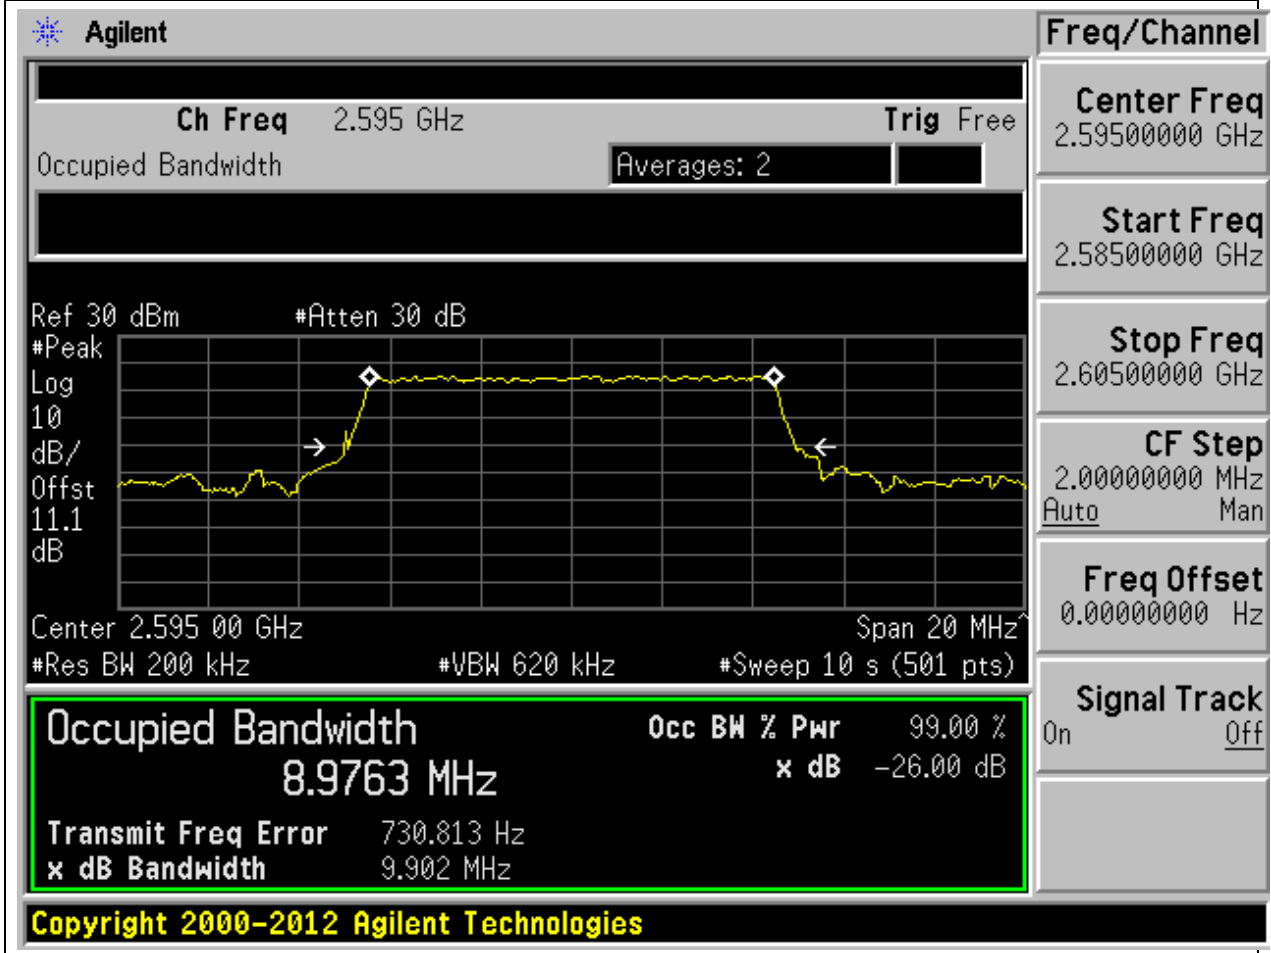 Agilent
Freq/Channel
Ch Freq 2.595 GHz Trig Free
Occupied Bandwidth Averages: 2
Center Freq
2.59500000 GHz
Start Freq
2.58500000 GHz
Stop Freq
2.60500000 GHz
CF Step
2.00000000 MHz
Auto Man
Freq Offset
0.00000000 Hz
Signal Track
On Off
Ref 30 dBm #Atten 30 dB
#Peak
Log
10
dB/
Offst
11.1
dB
Center 2.595 00 GHz Span 20 MHz^
#Res BW 200 kHz #VBW 620 kHz #Sweep 10 s (501 pts)
Occupied Bandwidth Occ BW % Pwr 99.00 %
8.9763 MHz x dB -26.00 dB
Transmit Freq Error 730.813 Hz
x dB Bandwidth 9.902 MHz
Copyright 2000-2012 Agilent Technologies